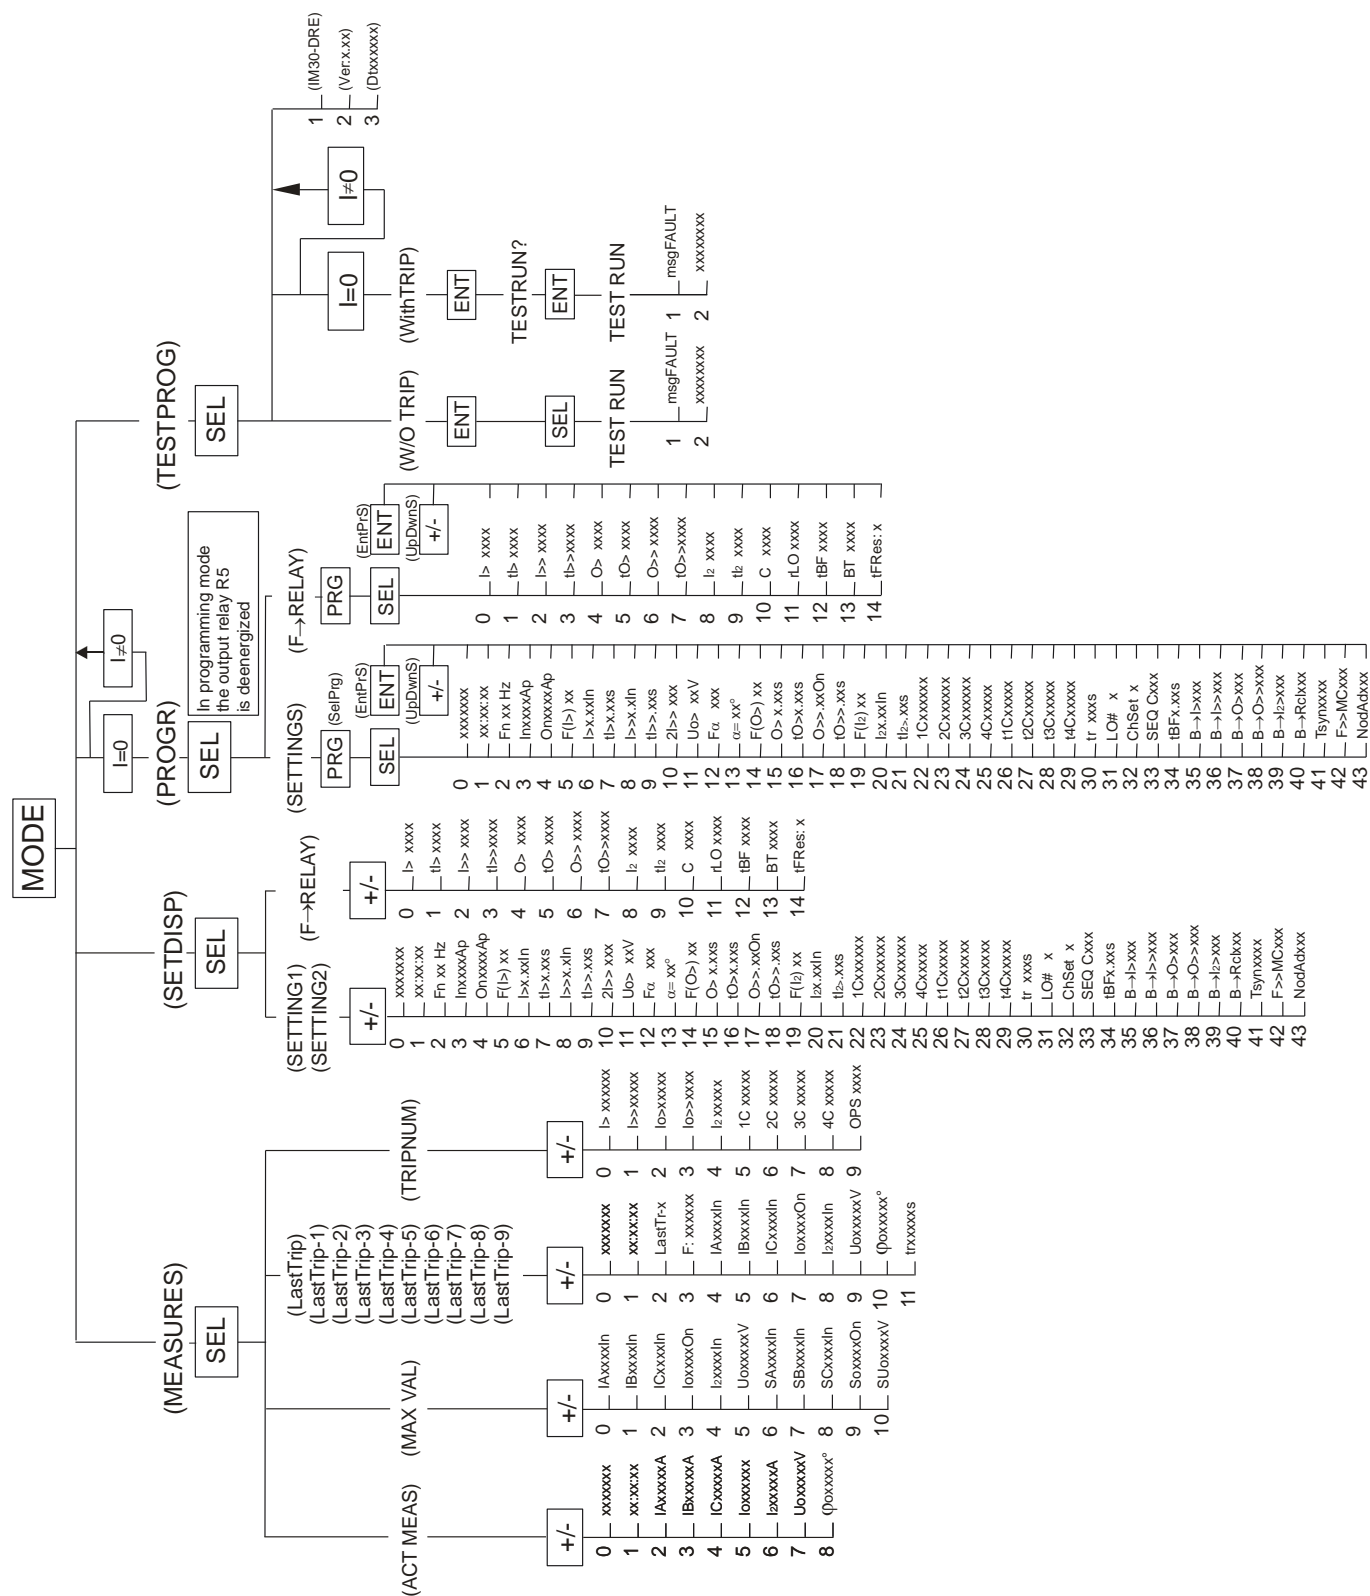 MODE
(MEASURES)
SEL
(ACT MEAS)
+/-
0 xxxxxxx
1 xx:xx:xx
2 IAxxxxxA
3 IBxxxxxA
4 ICxxxxxA
5 Ioxxxxxx
6 I2xxxxxA
7 UoxxxxxV
8 φoxxxxx°
(MAX VAL)
+/-
0 IAxxxxIn
1 IBxxxxIn
2 ICxxxxIn
3 IoxxxxOn
4 I2xxxxIn
5 UoxxxxxV
6 SAxxxxIn
7 SBxxxxIn
8 SCxxxxIn
9 SoxxxxOn
10 SUoxxxxV
(LastTrip)
(LastTrip-1)
(LastTrip-2)
(LastTrip-3)
(LastTrip-4)
(LastTrip-5)
(LastTrip-6)
(LastTrip-7)
(LastTrip-8)
(LastTrip-9)
+/-
0 xxxxxxx
1 xx:xx:xx
2 LastTr-x
3 F: xxxxxx
4 IAxxxxIn
5 IBxxxxIn
6 ICxxxxIn
7 IoxxxxOn
8 I2xxxxIn
9 UoxxxxxV
10 φoxxxxx°
11 trxxxxxs
(TRIPNUM)
+/-
0 I> xxxxxx
1 I>>xxxxx
2 Io>xxxxx
3 Io>>xxxx
4 I2 xxxxx
5 1C xxxxx
6 2C xxxxx
7 3C xxxxx
8 4C xxxxx
9 OPS xxxx
(SETDISP)
SEL
(SETTING1)
(SETTING2)
+/-
0 xxxxxxx
1 xx:xx:xx
2 Fn xx Hz
3 InxxxxAp
4 OnxxxxAp
5 F(I>) xx
6 I>x.xxIn
7 tI>x.xxs
8 I>>x.xIn
9 tI>>.xxs
10 2I>> xxx
11 Uo> xxV
12 Fα xxx
13 α= xx°
14 F(O>) xx
15 O> x.xxs
16 tO>x.xxs
17 O>>.xxOn
18 tO>>.xxs
19 F(I2) xx
20 I2x.xxIn
21 tI2>.xxs
22 1Cxxxxxx
23 2Cxxxxxx
24 3Cxxxxxx
25 4Cxxxxxx
26 t1Cxxxxx
27 t2Cxxxxx
28 t3Cxxxxx
29 t4Cxxxxx
30 tr xxxs
31 LO# x
32 ChSet x
33 SEQ Cxxx
34 tBFx.xxs
35 B→I>xxx
36 B→I>>xxx
37 B→O>xxx
38 B→O>>xxx
39 B→I2>xxx
40 B→Rclxxx
41 Tsynxxxx
42 F>>MCxxx
43 NodAdxxx
(F→RELAY)
+/-
0 I> xxxx
1 tI> xxxx
2 I>> xxxx
3 tI>>xxxx
4 O> xxxx
5 tO> xxxx
6 O>> xxxx
7 tO>>xxxx
8 I2 xxxx
9 tI2 xxxx
10 C xxxx
11 rLO xxxx
12 tBF xxxx
13 BT xxxx
14 tFRes: x
I=0
I≠0
(PROGR)
SEL
In programming mode
the output relay R5
is deenergized
(SETTINGS)
PRG
(SelPrg)
SEL
(EntPrS)
ENT
(UpDwnS)
+/-
0 xxxxxxx
1 xx:xx:xx
2 Fn xx Hz
3 InxxxxAp
4 OnxxxxAp
5 F(I>) xx
6 I>x.xxIn
7 tI>x.xxs
8 I>>x.xIn
9 tI>>.xxs
10 2I>> xxx
11 Uo> xxV
12 Fα xxx
13 α= xx°
14 F(O>) xx
15 O> x.xxs
16 tO>x.xxs
17 O>>.xxOn
18 tO>>.xxs
19 F(I2) xx
20 I2x.xxIn
21 tI2>.xxs
22 1Cxxxxxx
23 2Cxxxxxx
24 3Cxxxxxx
25 4Cxxxxxx
26 t1Cxxxxx
27 t2Cxxxxx
28 t3Cxxxxx
29 t4Cxxxxx
30 tr xxxs
31 LO# x
32 ChSet x
33 SEQ Cxxx
34 tBFx.xxs
35 B→I>xxx
36 B→I>>xxx
37 B→O>xxx
38 B→O>>xxx
39 B→I2>xxx
40 B→Rclxxx
41 Tsynxxxx
42 F>>MCxxx
43 NodAdxxx
(F→RELAY)
PRG
SEL
(EntPrS)
ENT
(UpDwnS)
+/-
0 I> xxxx
1 tI> xxxx
2 I>> xxxx
3 tI>>xxxx
4 O> xxxx
5 tO> xxxx
6 O>> xxxx
7 tO>>xxxx
8 I2 xxxx
9 tI2 xxxx
10 C xxxx
11 rLO xxxx
12 tBF xxxx
13 BT xxxx
14 tFRes: x
(TESTPROG)
SEL
(W/O TRIP)
ENT
SEL
TEST RUN
1 msgFAULT
2 xxxxxxxx
I=0
I≠0
(WithTRIP)
ENT
TESTRUN?
ENT
TEST RUN
1 msgFAULT
2 xxxxxxxx
1 (IM30-DRE)
2 (Ver.x.xx)
3 (Dtxxxxxx)